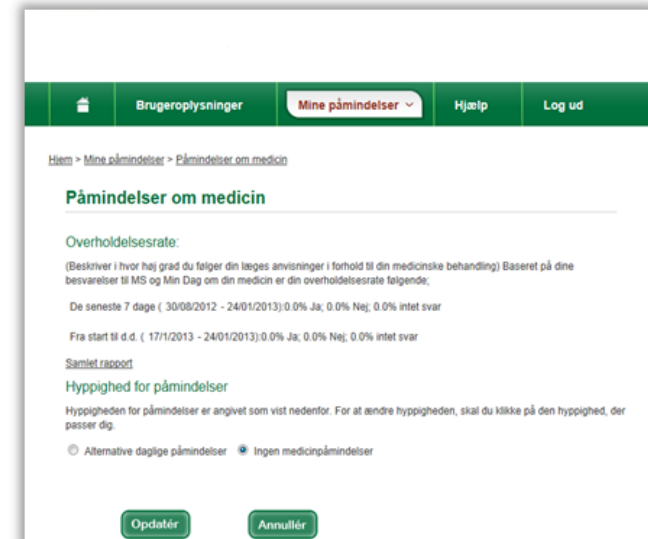 Brugeroplysninger Mine påmindelser Hjælp Log ud
Hjem > Mine påmindelser > Påmindelser om medicin
Påmindelser om medicin
Overholdelsesrate:
(Beskriver i hvor høj grad du følger din læges anvisninger i forhold til din medicinske behandling) Baseret på dine
besvarelser til MS og Min Dag om din medicin er din overholdelsesrate følgende;
De seneste 7 dage ( 30/08/2012 - 24/01/2013):0.0% Ja; 0.0% Nej; 0.0% intet svar
Fra start til d.d. ( 17/1/2013 - 24/01/2013):0.0% Ja; 0.0% Nej; 0.0% intet svar
Samlet rapport
Hyppighed for påmindelser
Hyppigheden for påmindelser er angivet som vist nedenfor. For at ændre hyppigheden, skal du klikke på den hyppighed, der
passer dig.
Alternative daglige påmindelser Ingen medicinpåmindelser
Opdatér Annullér